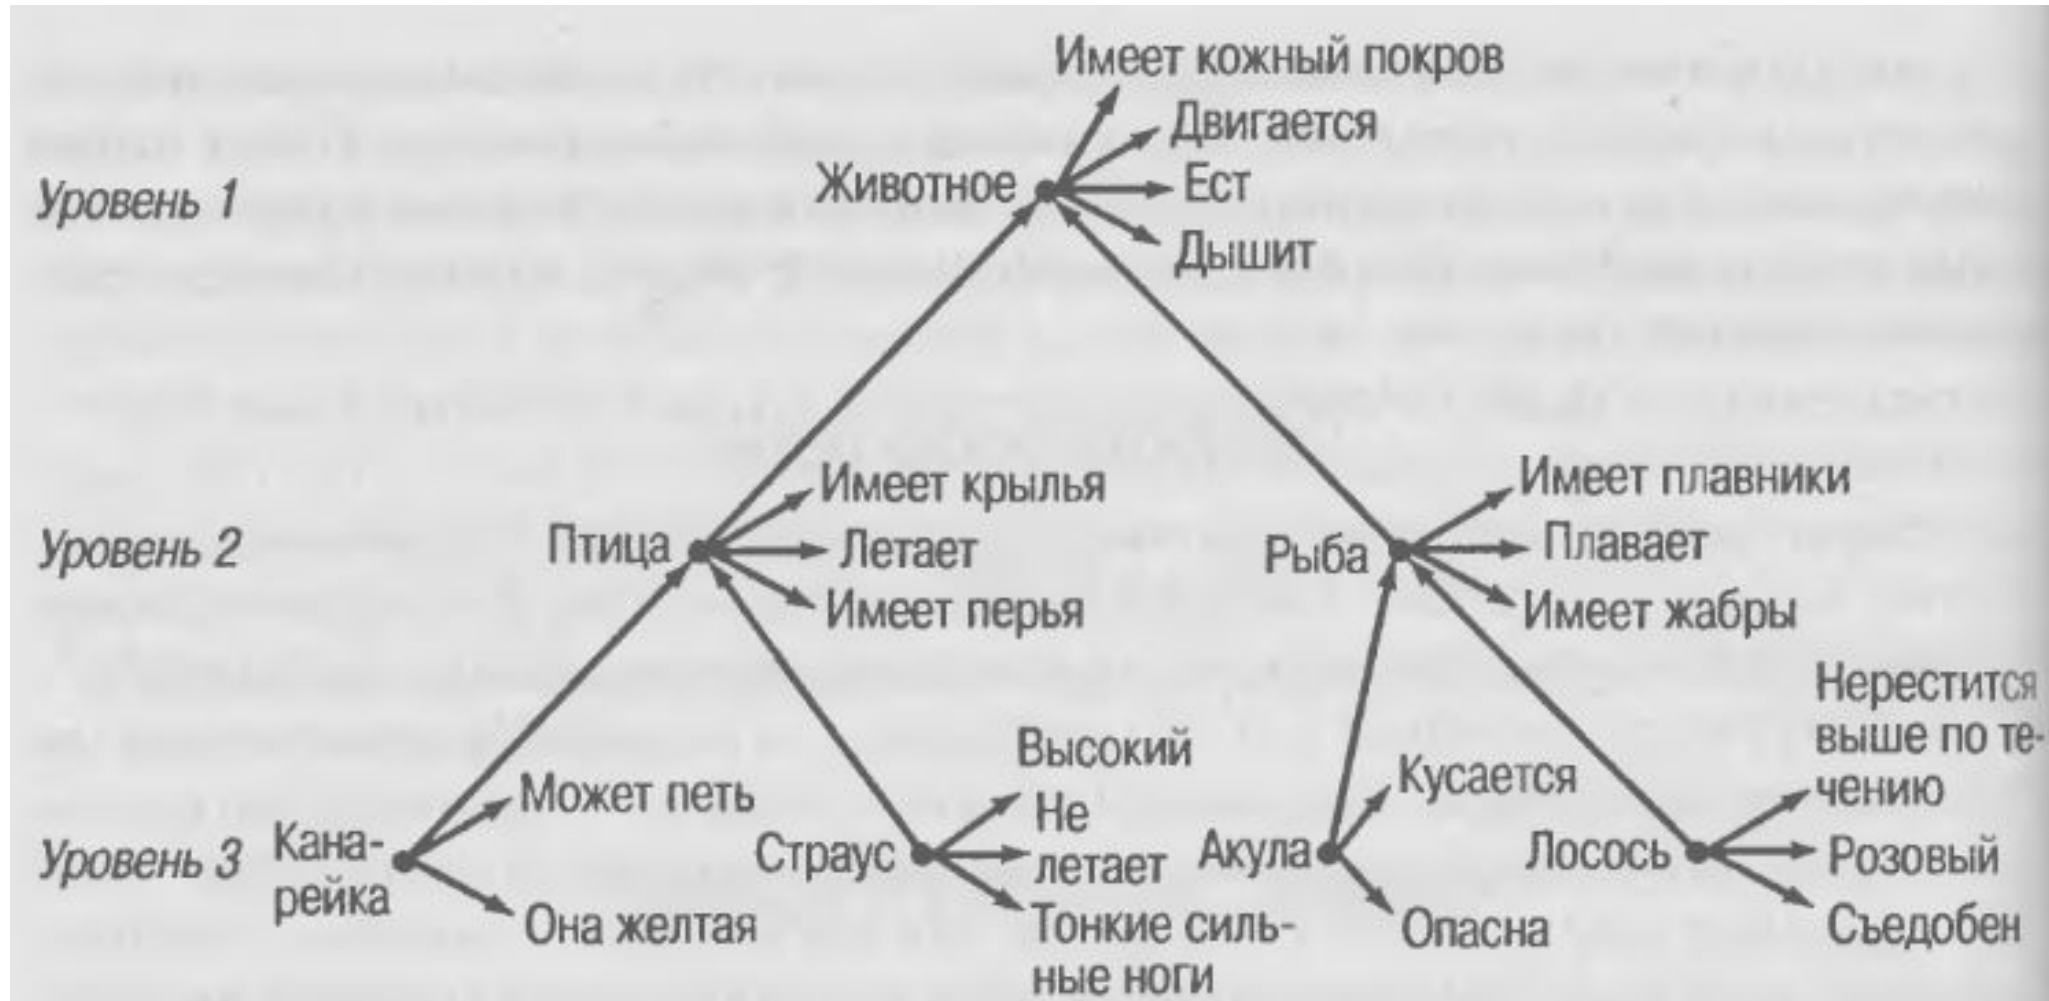 Имеет кожный покров
Двигается
Уровень 1
Животное
Ест
Дышит
Уровень 2
Птица
Имеет крылья
Летает
Имеет перья
Рыба
Имеет плавники
Плавает
Имеет жабры
Уровень 3
Кана-
рейка
Может петь
Она желтая
Страус
Высокий
Не
летает
Тонкие силь-
ные ноги
Акула
Кусается
Опасна
Лосось
Нерестится
выше по те-
чению
Розовый
Съедобен